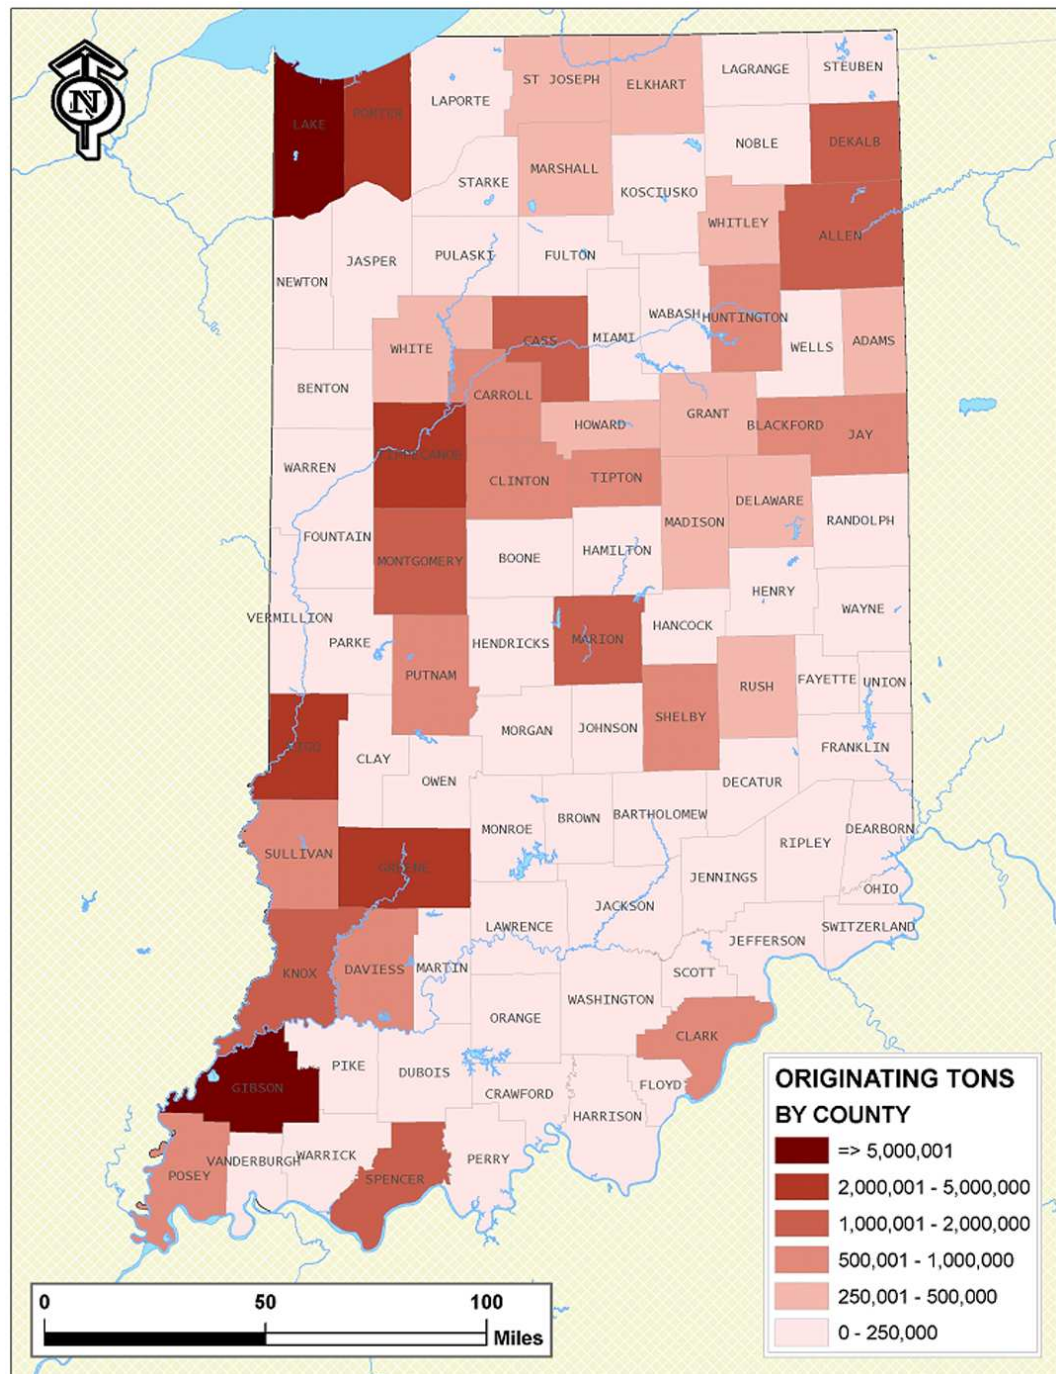 N
ST JOSEPH
ELKHART
LAGRANGE
STEUBEN
LAPORTE
LAKE
PORTER
NOBLE
DEKALB
MARSHALL
STARKE
KOSCIUSKO
WHITLEY
ALLEN
PULASKI
FULTON
JASPER
NEWTON
WABASH
HUNTINGTON
MIAMI
CASS
WHITE
WELLS
ADAMS
BENTON
CARROLL
GRANT
HOWARD
BLACKFORD
JAY
TIPPECANOE
WARREN
CLINTON
TIPTON
DELAWARE
MADISON
RANDOLPH
FOUNTAIN
BOONE
HAMILTON
MONTGOMERY
HENRY
WAYNE
VERMILLION
HANCOCK
PARKE
HENDRICKS
MARION
PUTNAM
RUSH
FAYETTE
UNION
SHELBY
MORGAN
JOHNSON
VIGO
FRANKLIN
CLAY
OWEN
DECATUR
BROWN
BARTHOLOMEW
MONROE
DEARBORN
RIPLEY
SULLIVAN
GREENE
JENNINGS
OHIO
JACKSON
LAWRENCE
SWITZERLAND
JEFFERSON
KNOX
DAVIESS
MARTIN
SCOTT
WASHINGTON
ORANGE
CLARK
PIKE
DUBOIS
GIBSON
FLOYD
CRAWFORD
HARRISON
WARRICK
PERRY
VANDERBURGH
POSEY
SPENCER
ORIGINATING TONS
BY COUNTY
=> 5,000,001
2,000,001 - 5,000,000
1,000,001 - 2,000,000
500,001 - 1,000,000
250,001 - 500,000
0 - 250,000
0 50 100
Miles